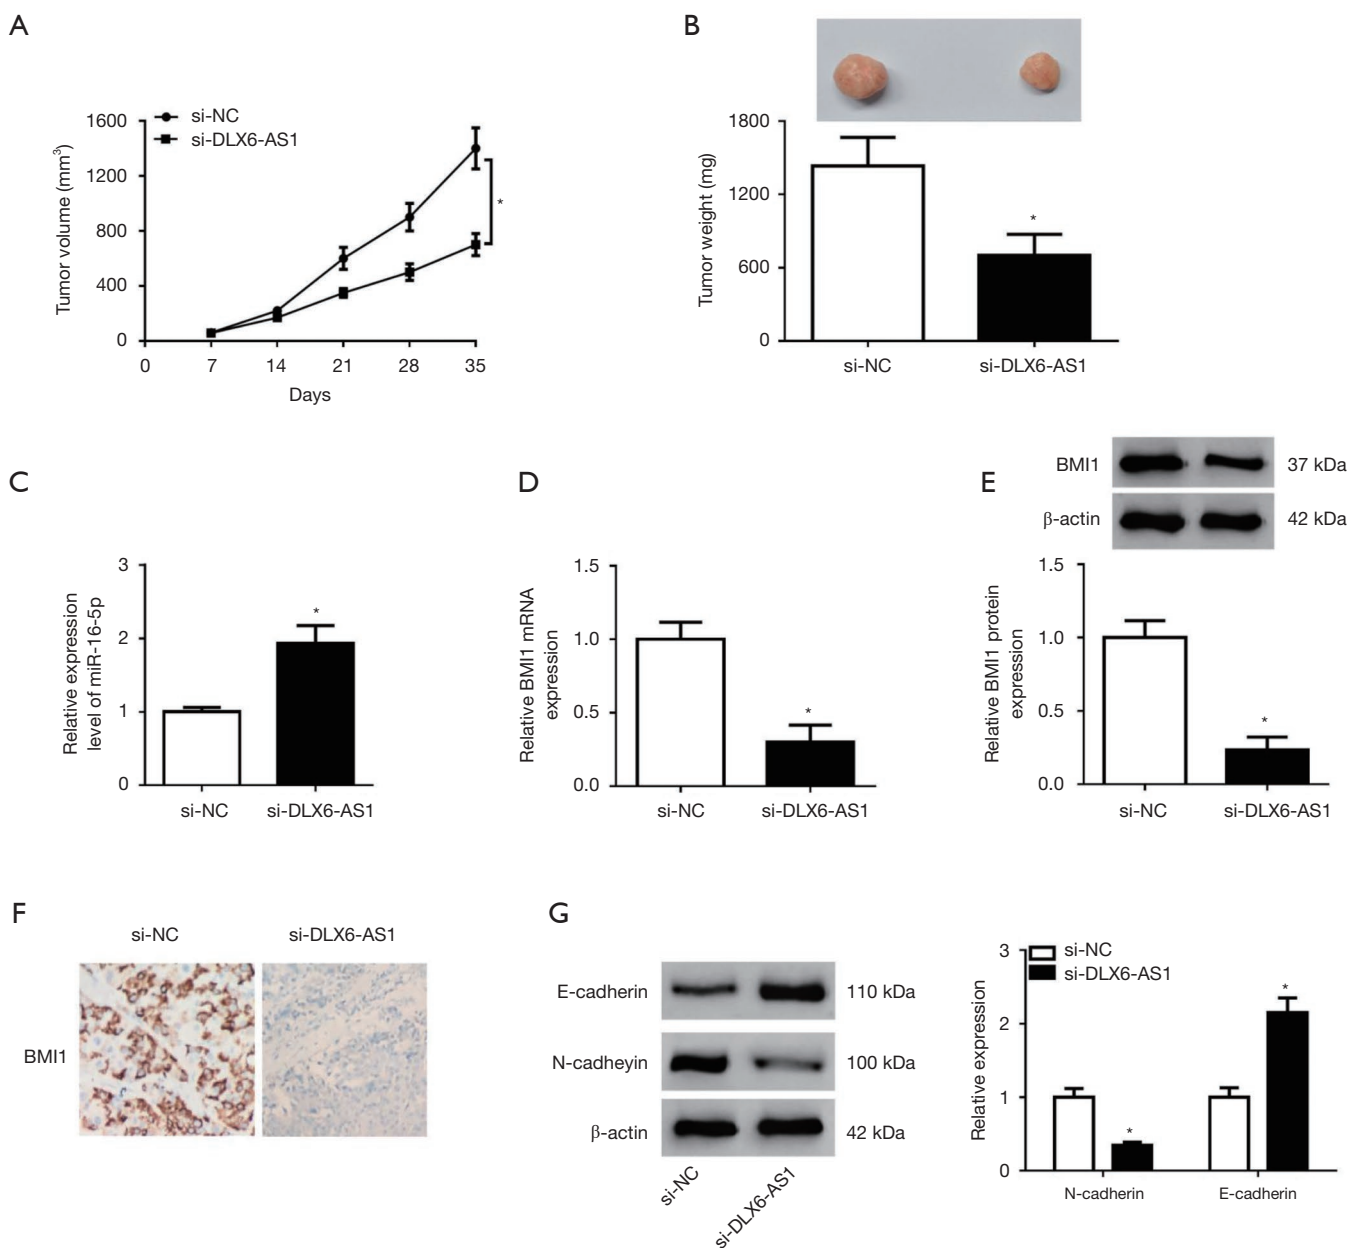 A
si-NC
si-DLX6-AS1
Tumor volume (mm³)
1600
1200
800
400
0
*
0 7 14 21 28 35
Days
B
Tumor weight (mg)
1800
1200
600
0
*
si-NC si-DLX6-AS1
C
Relative expression
level of miR-16-5p
3
2
1
0
*
si-NC si-DLX6-AS1
D
Relative BMI1 mRNA
expression
1.5
1.0
0.5
0.0
*
si-NC si-DLX6-AS1
E
BMI1 37 kDa
β-actin 42 kDa
Relative BMI1 protein
expression
1.5
1.0
0.5
0.0
*
si-NC si-DLX6-AS1
F
si-NC si-DLX6-AS1
BMI1
G
E-cadherin 110 kDa
N-cadheyin 100 kDa
β-actin 42 kDa
si-NC
si-DLX6-AS1
si-NC
si-DLX6-AS1
Relative expression
3
2
1
0
*
*
N-cadherin E-cadherin